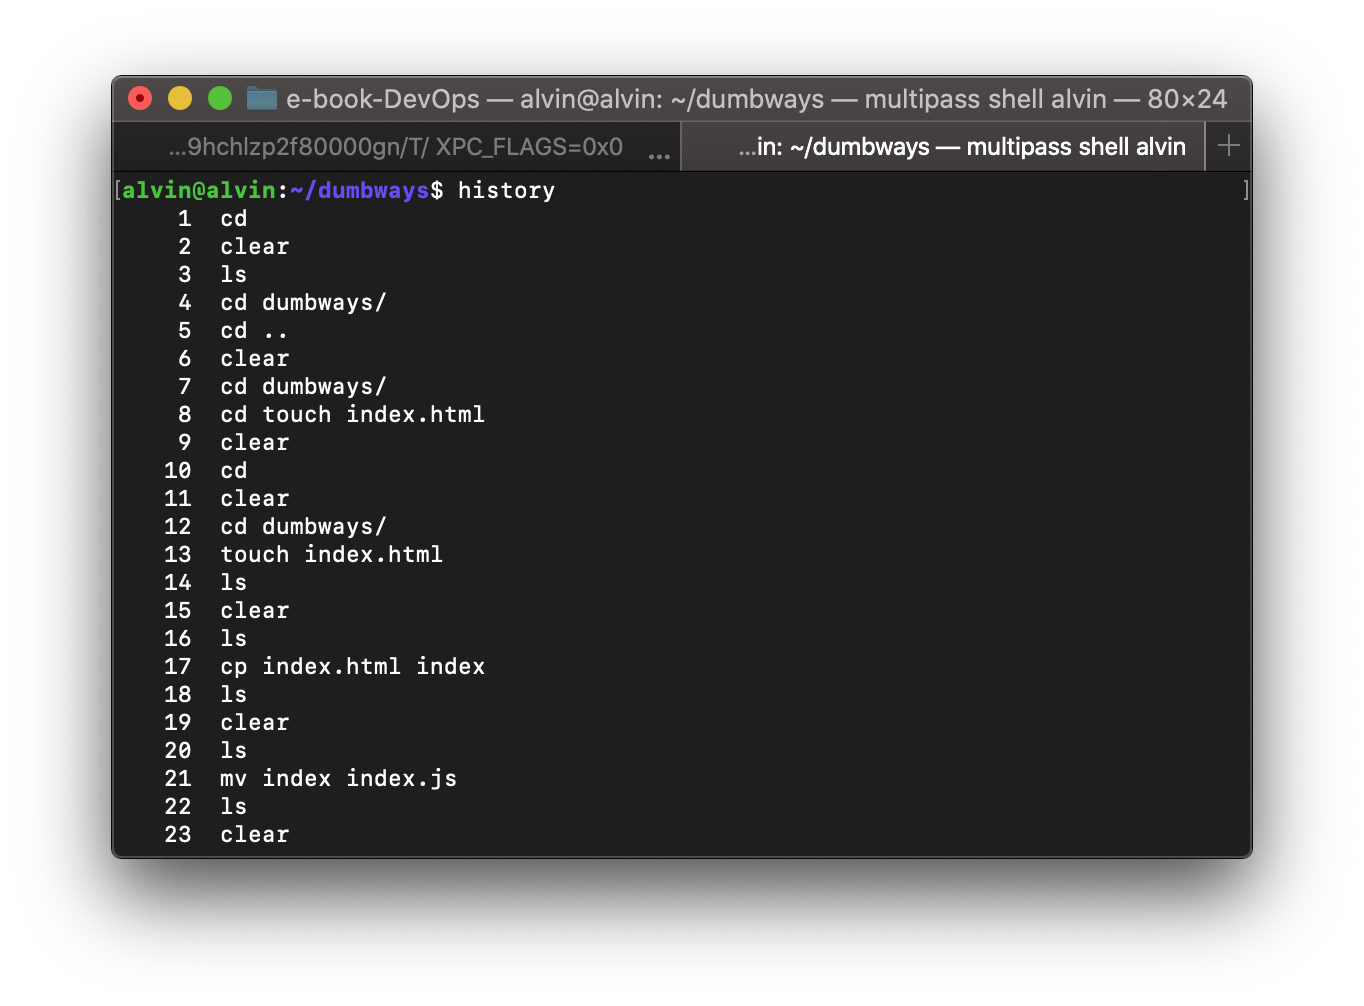 e-book-DevOps — alvin@alvin: ~/dumbways — multipass shell alvin — 80×24
...9hchlzp2f80000gn/T/ XPC_FLAGS=0x0 ... ...in: ~/dumbways — multipass shell alvin +
[alvin@alvin:~/dumbways$ history ]
1 cd
2 clear
3 ls
4 cd dumbways/
5 cd ..
6 clear
7 cd dumbways/
8 cd touch index.html
9 clear
10 cd
11 clear
12 cd dumbways/
13 touch index.html
14 ls
15 clear
16 ls
17 cp index.html index
18 ls
19 clear
20 ls
21 mv index index.js
22 ls
23 clear